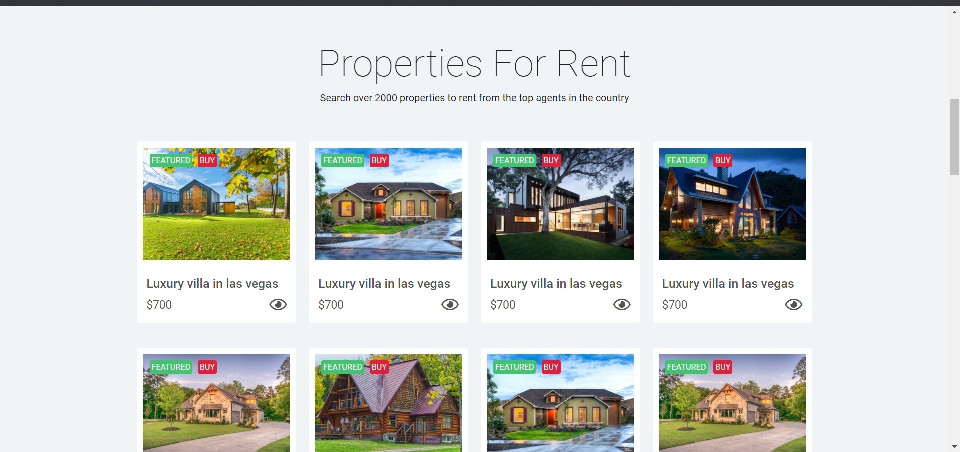 Properties For Rent
Search over 2000 properties to rent from the top agents in the country
FEATURED BUY
FEATURED BUY
FEATURED BUY
FEATURED BUY
Luxury villa in las vegas
$700
Luxury villa in las vegas
$700
Luxury villa in las vegas
$700
Luxury villa in las vegas
$700
FEATURED BUY
FEATURED BUY
FEATURED BUY
FEATURED BUY